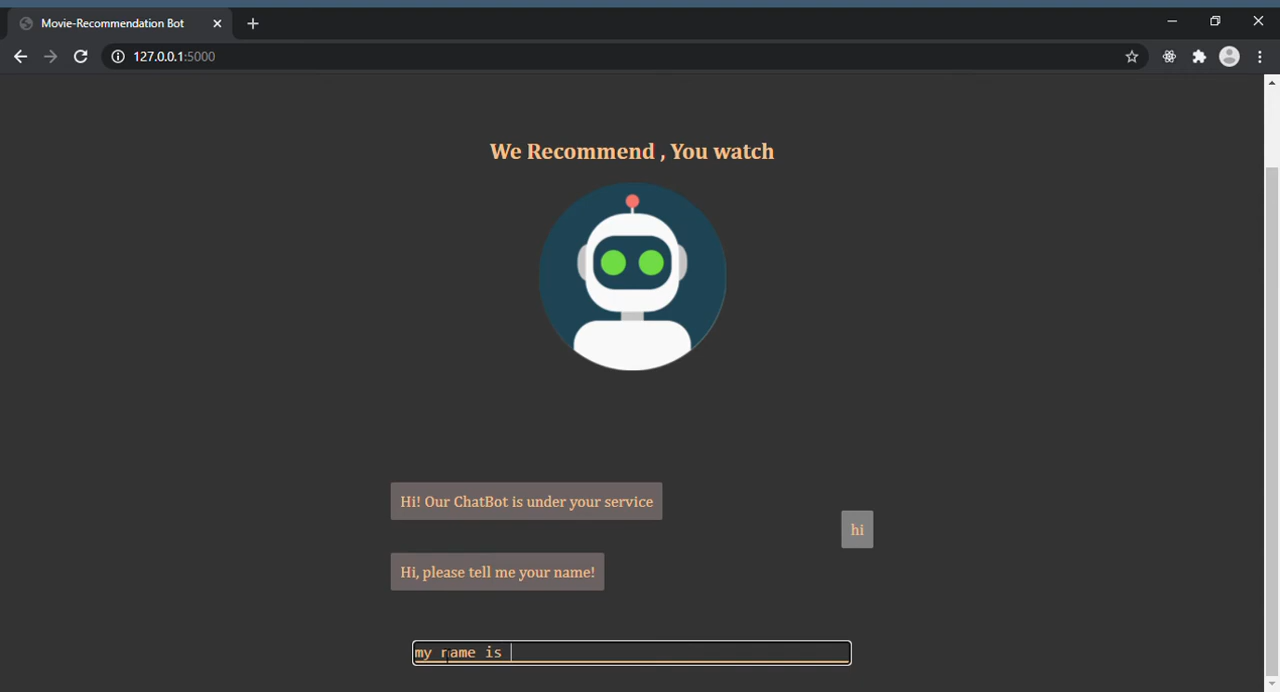 Movie-Recommendation Bot
127.0.0.1:5000
We Recommend , You watch
Hi! Our ChatBot is under your service
hi
Hi, please tell me your name!
my name is